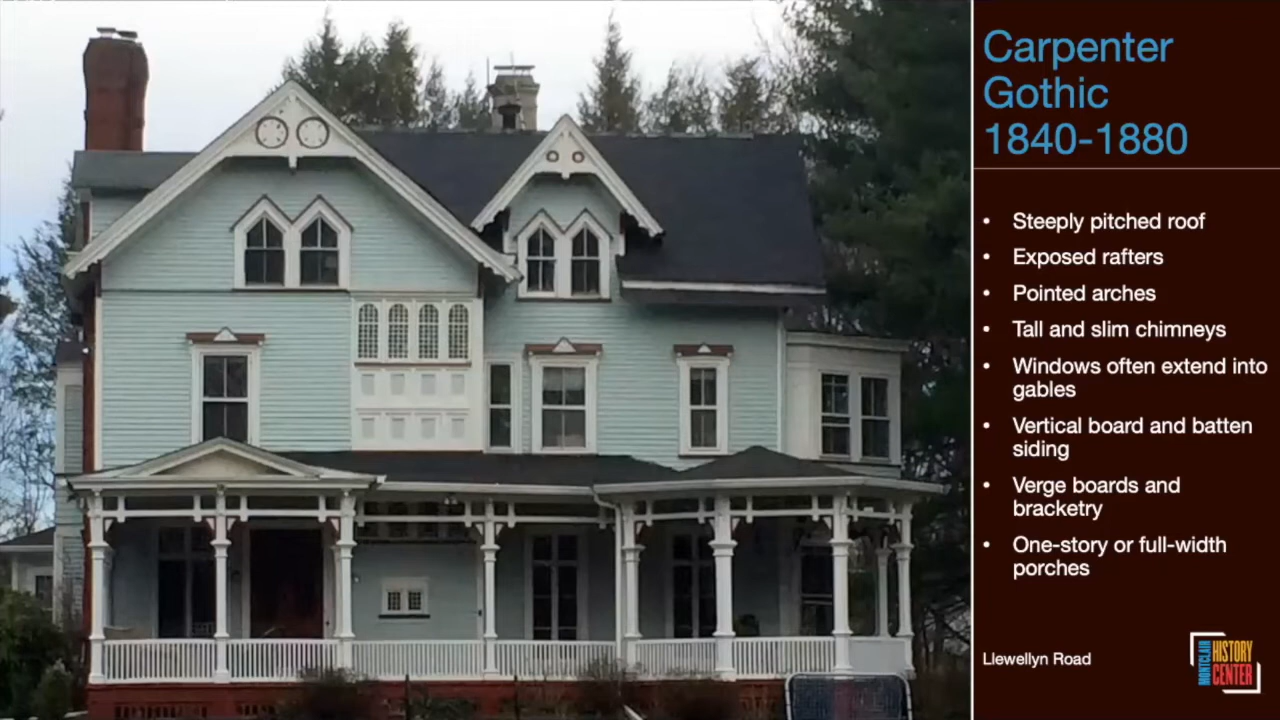 Carpenter
Gothic
1840-1880
• Steeply pitched roof
• Exposed rafters
• Pointed arches
• Tall and slim chimneys
• Windows often extend into
gables
• Vertical board and batten
siding
• Verge boards and
bracketry
• One-story or full-width
porches
Llewellyn Road
MONTCLAIR
HISTORY
CENTER